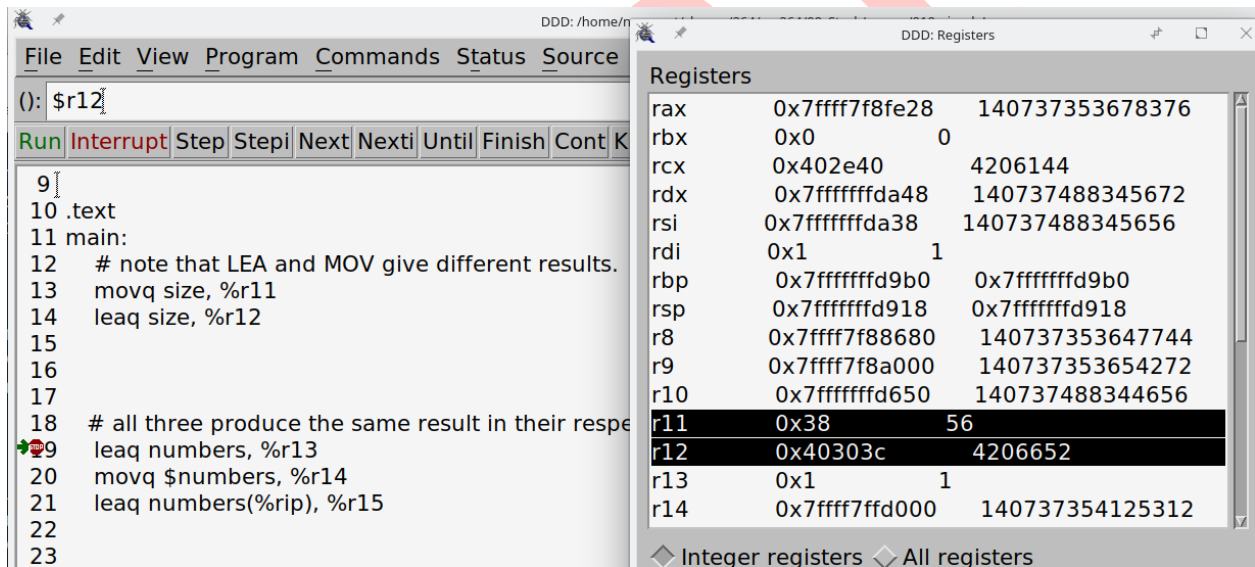 DDD: /home/n
File Edit View Program Commands Status Source
(): $r12
Run Interrupt Step Stepi Next Nexti Until Finish Cont K
9
10 .text
11 main:
12 # note that LEA and MOV give different results.
13 movq size, %r11
14 leaq size, %r12
15
16
17
18 # all three produce the same result in their respe
19 leaq numbers, %r13
20 movq $numbers, %r14
21 leaq numbers(%rip), %r15
22
23
DDD: Registers
Registers
rax 0x7ffff7f8fe28 140737353678376
rbx 0x0 0
rcx 0x402e40 4206144
rdx 0x7fffffffda48 140737488345672
rsi 0x7fffffffda38 140737488345656
rdi 0x1 1
rbp 0x7fffffffd9b0 0x7fffffffd9b0
rsp 0x7fffffffd918 0x7fffffffd918
r8 0x7ffff7f88680 140737353647744
r9 0x7ffff7f8a000 140737353654272
r10 0x7fffffffd650 140737488344656
r11 0x38 56
r12 0x40303c 4206652
r13 0x1 1
r14 0x7ffff7ffd000 140737354125312
Integer registers All registers